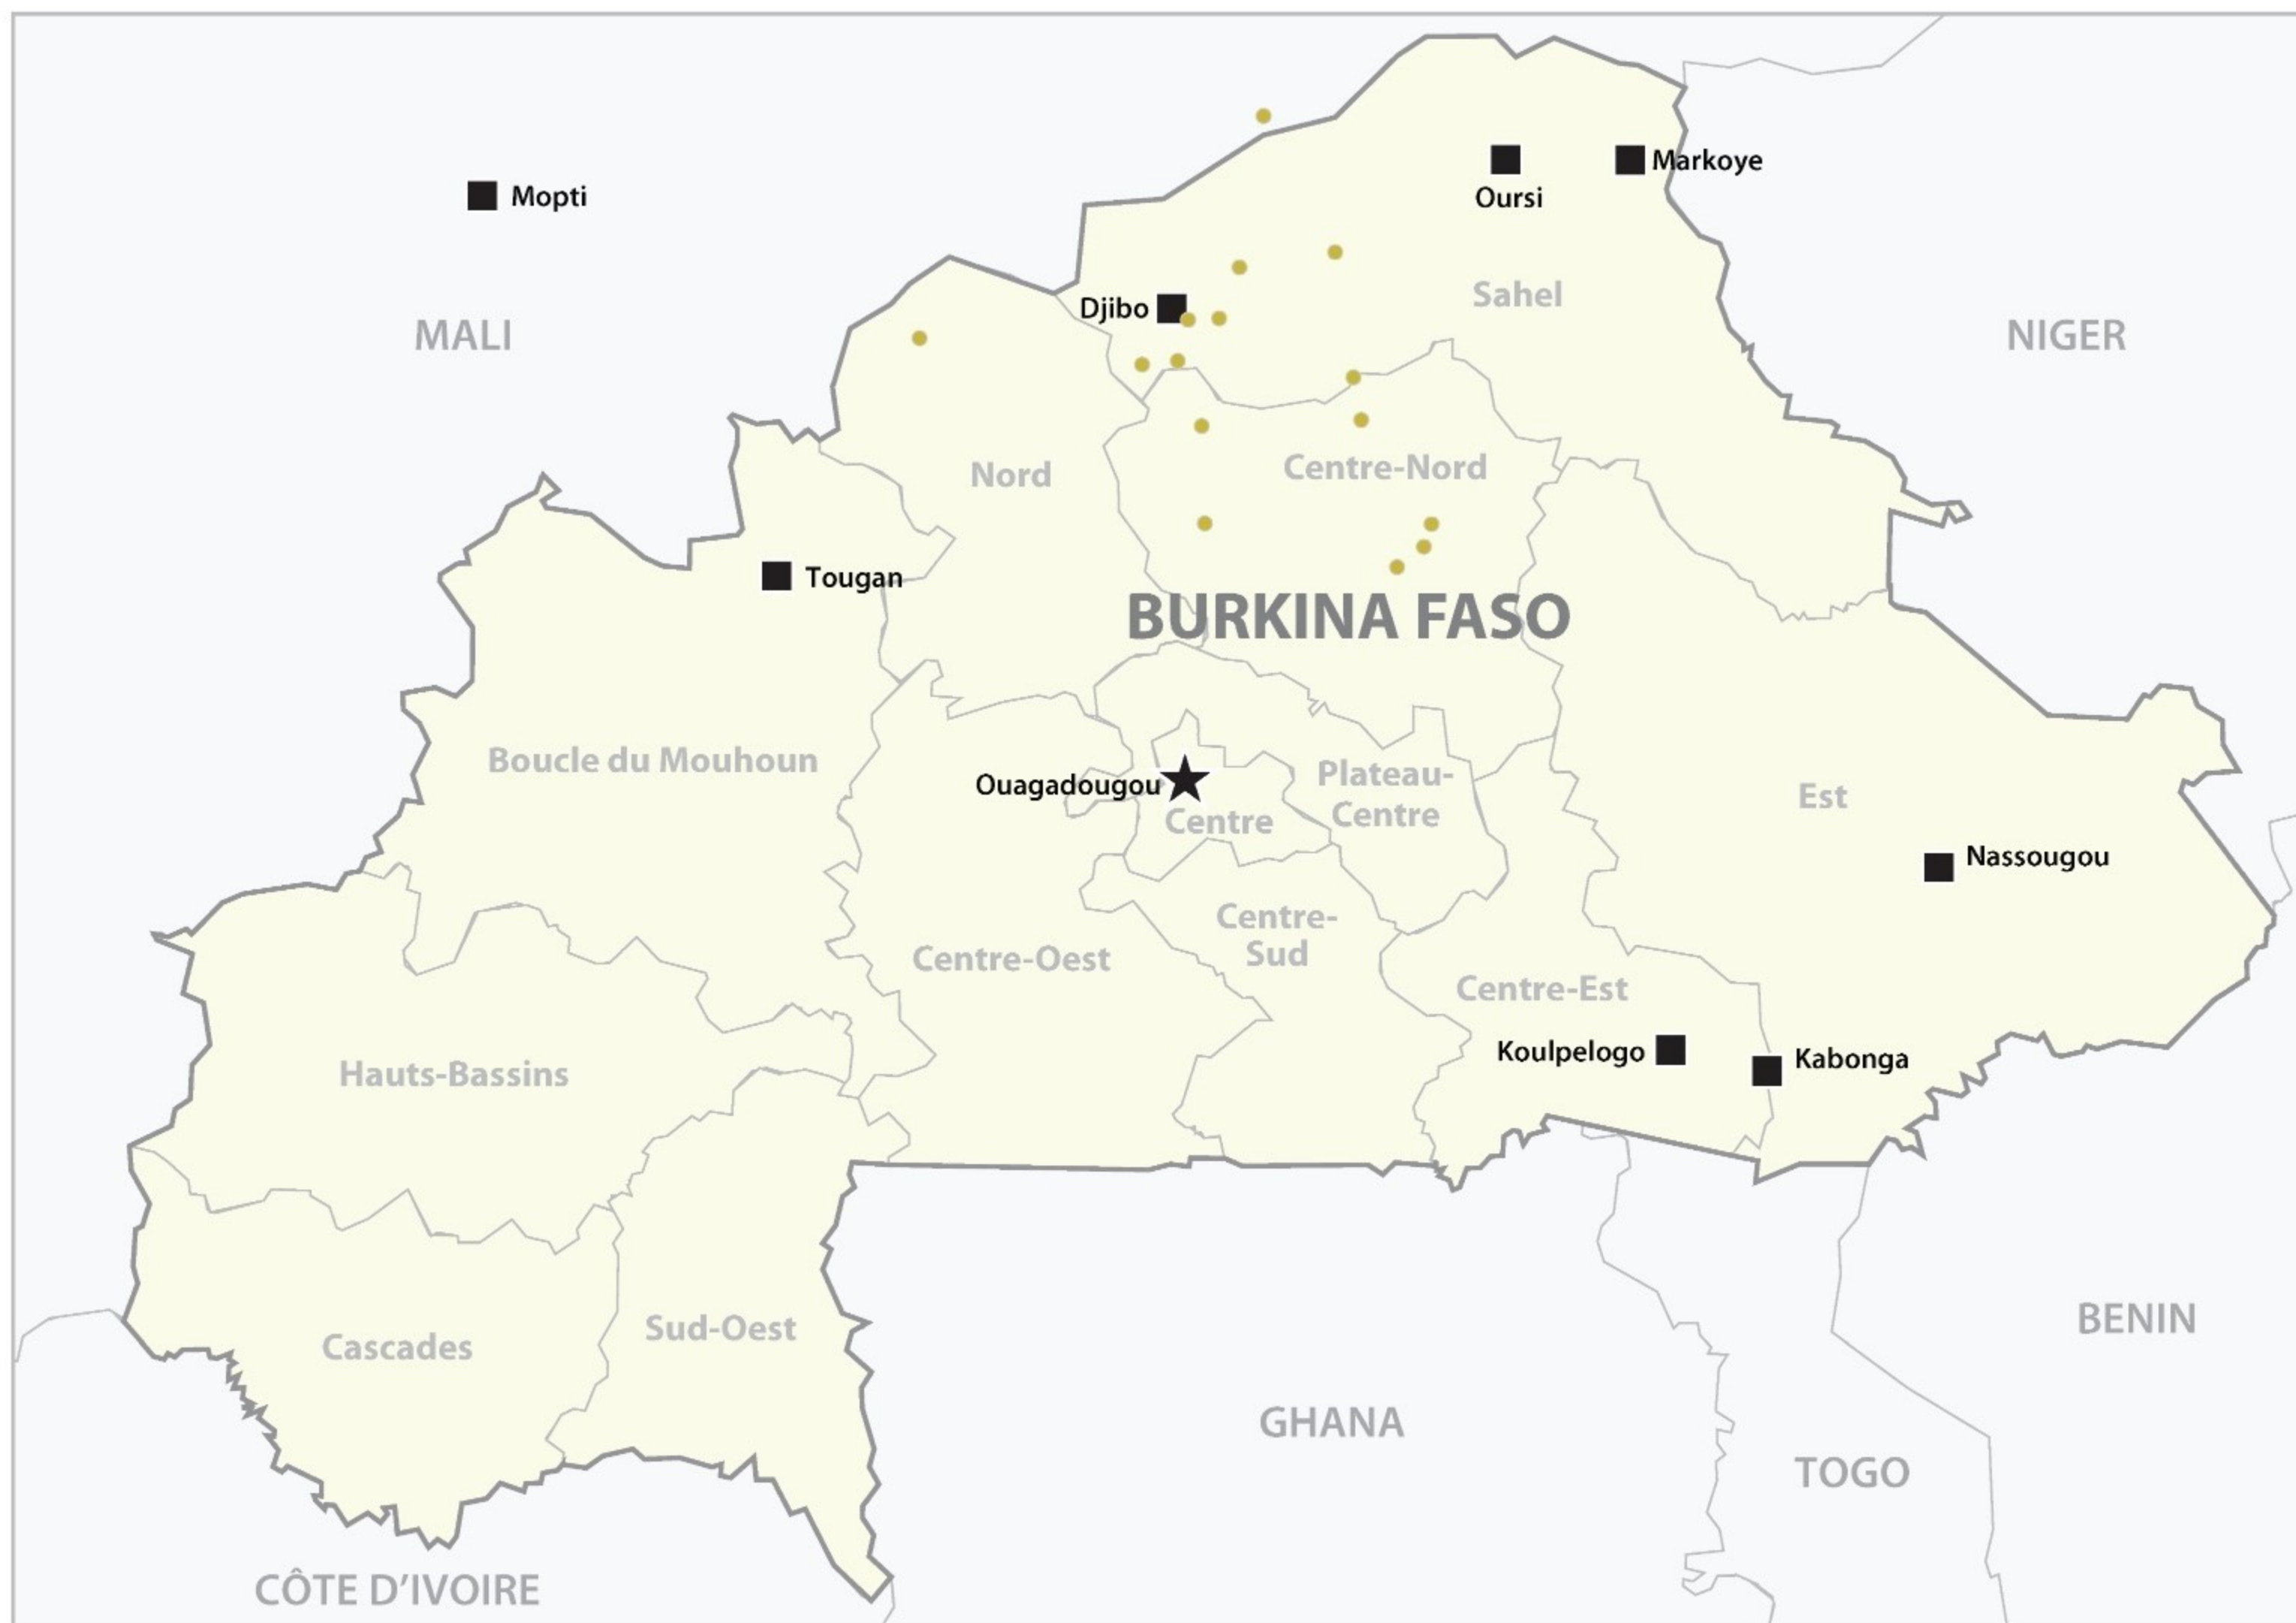 Markoye
Oursi
Mopti
Sahel
Djibo
MALI
NIGER
Nord
Centre-Nord
Tougan
BURKINA FASO
Boucle du Mouhoun
Ouagadougou
Plateau-
Centre
Centre
Est
Nassougou
Centre-
Sud
Centre-Oest
Centre-Est
Koulpelogo
Kabonga
Hauts-Bassins
Sud-Oest
Cascades
BENIN
GHANA
TOGO
CÔTE D’IVOIRE